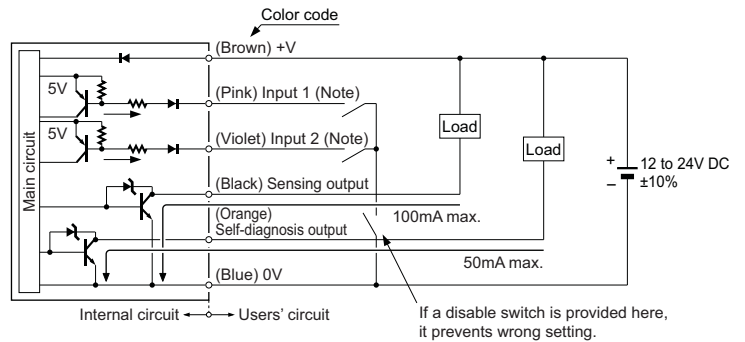 Color code
(Brown) +V
5V
(Pink) Input 1 (Note)
5V
(Violet) Input 2 (Note)
Main circuit
Load
Load
+
12 to 24V DC
−
±10%
(Black) Sensing output
(Orange)
100mA max.
Self-diagnosis output
50mA max.
(Blue) 0V
Internal circuit
Users' circuit
If a disable switch is provided here,
it prevents wrong setting.